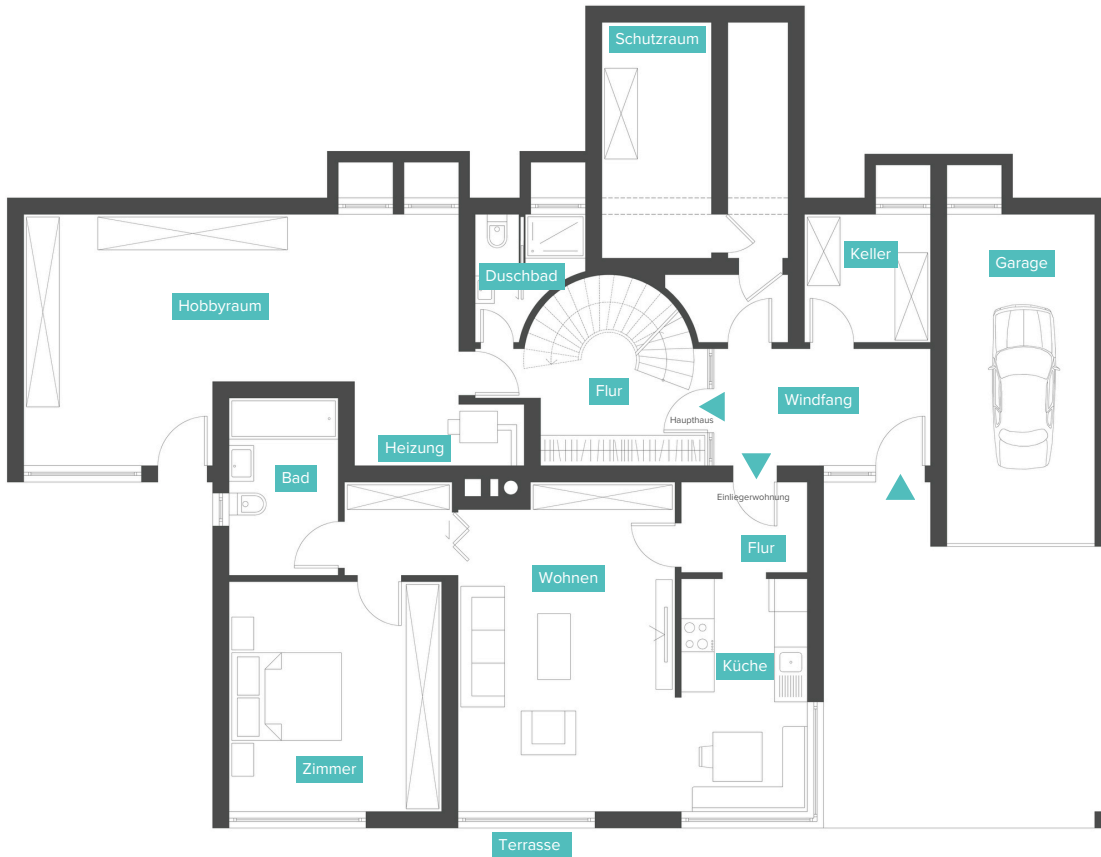 Schutzraum
Keller
Garage
Duschbad
Hobbyraum
Flur
Windfang
Haupthaus
Heizung
Bad
Einliegerwohnung
Flur
Wohnen
Küche
Zimmer
Terrasse